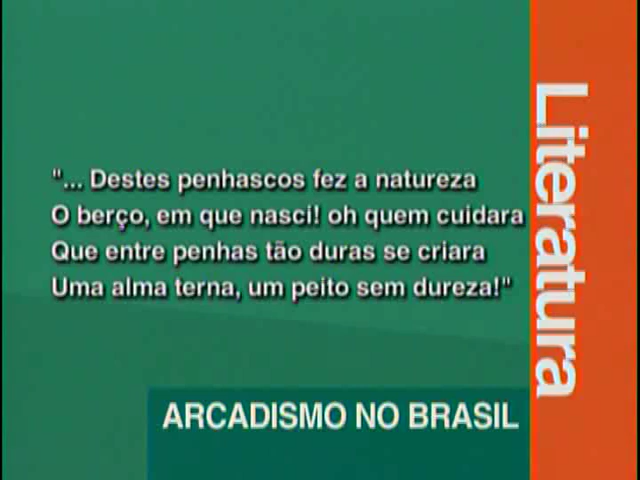 "... Destes penhascos fez a natureza
O berço, em que nasci! oh quem cuidara
Que entre penhas tão duras se criara
Uma alma terna, um peito sem dureza!"
Literatura
ARCADISMO NO BRASIL